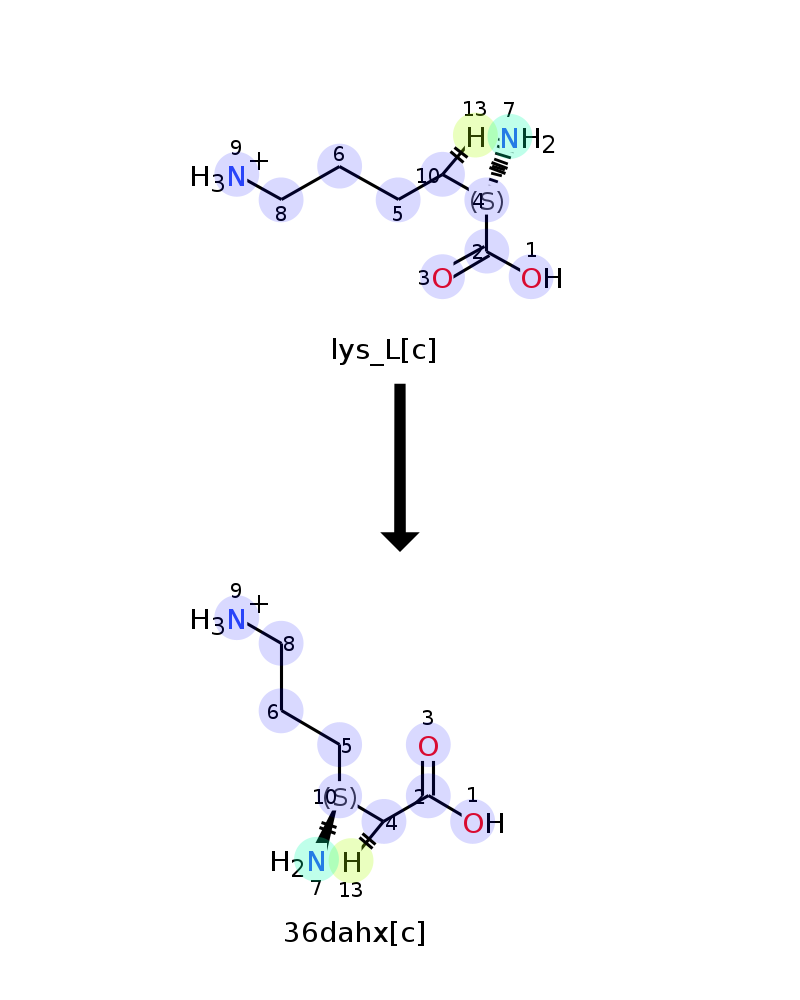 13 7
H NH2
9 +
H3N
6
10
4 (S)
8
5
2
1
3 O
OH
lys_L[c]
9 +
H3N
8
6
5
3
O
10 (S)
2
1
4
OH
H2N H
7 13
36dahx[c]